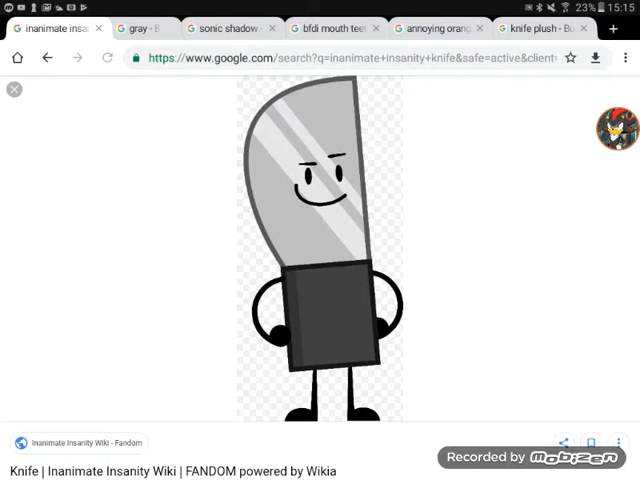 23% 15:15
inanimate insa
gray - B
sonic shadow
bfdi mouth tee
annoying orang
knife plush - Bu
https://www.google.com/search?q=inanimate+insanity+knife&safe=active&client=
Inanimate Insanity Wiki - Fandom
Knife | Inanimate Insanity Wiki | FANDOM powered by Wikia
Recorded by Mobizen